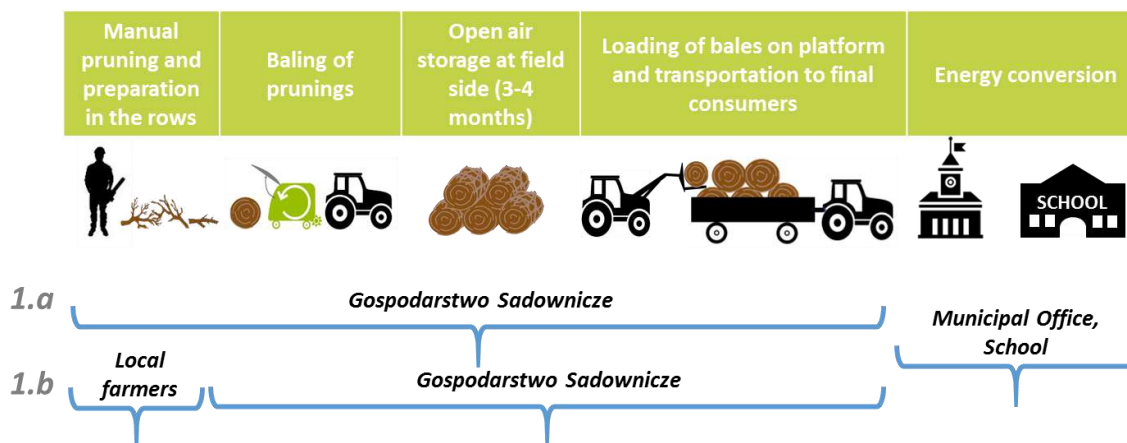 Manual
pruning and
preparation
in the rows
Baling of
prunings
Open air
storage at field
side (3-4
months)
Loading of bales on platform
and transportation to final
consumers
Energy conversion
SCHOOL
1.a
Gospodarstwo Sadownicze
Municipal Office,
School
1.b
Local
farmers
Gospodarstwo Sadownicze